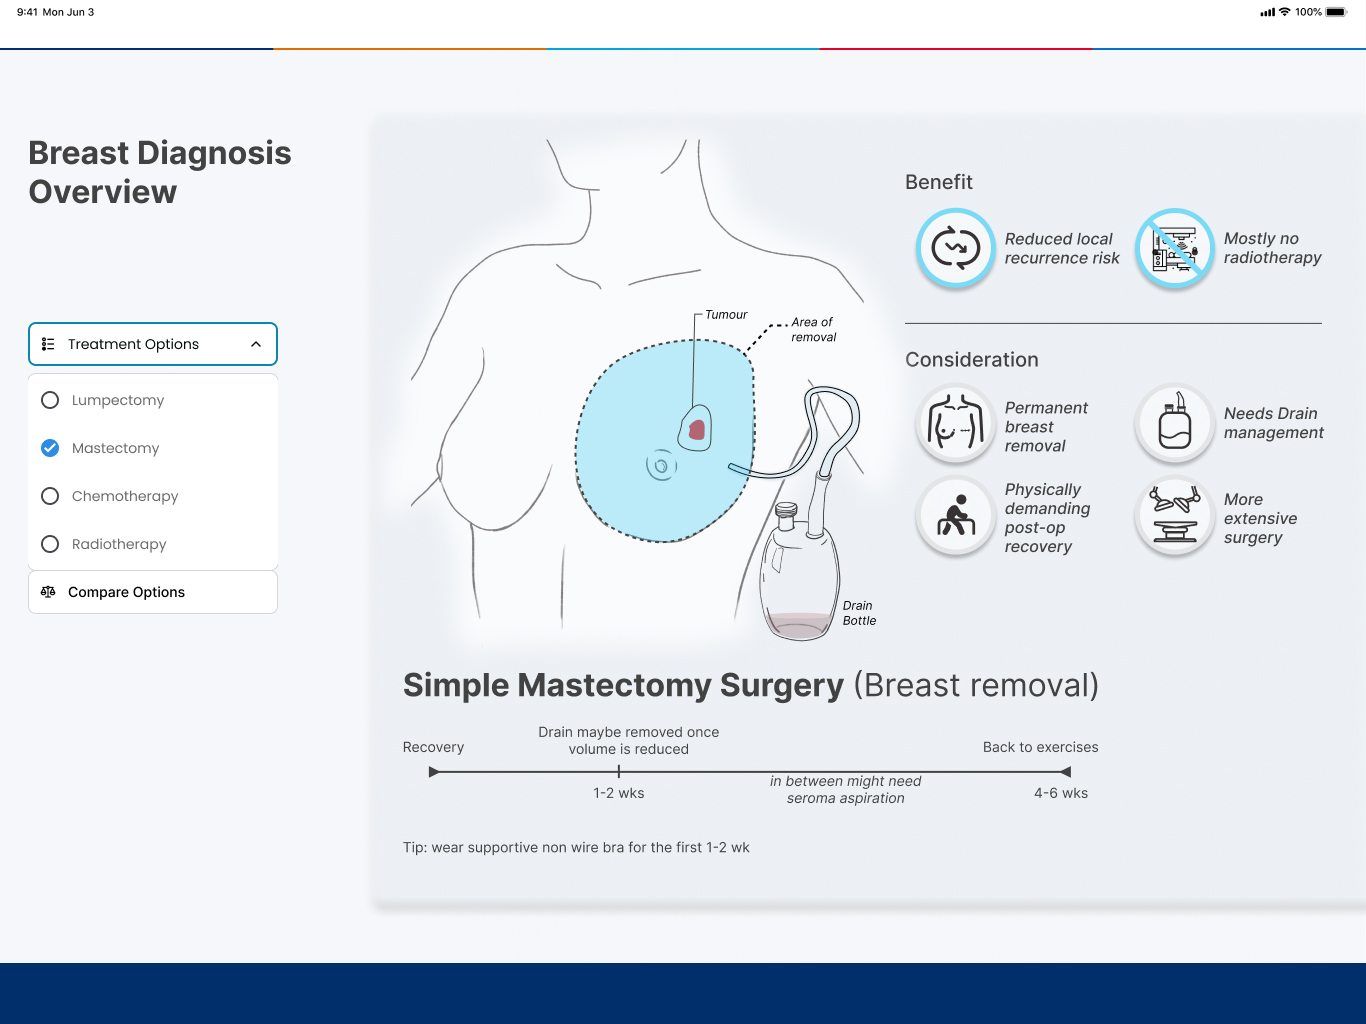 9:41 Mon Jun 3
100%
Breast Diagnosis
Overview
Treatment Options
Lumpectomy
Mastectomy
Chemotherapy
Radiotherapy
Compare Options
Tumour
Area of
removal
Drain
Bottle
Benefit
Reduced local
recurrence risk
Mostly no
radiotherapy
Consideration
Permanent
breast
removal
Needs Drain
management
Physically
demanding
post-op
recovery
More
extensive
surgery
Simple Mastectomy Surgery (Breast removal)
Recovery
Drain maybe removed once
volume is reduced
Back to exercises
1-2 wks
in between might need
seroma aspiration
4-6 wks
Tip: wear supportive non wire bra for the first 1-2 wk